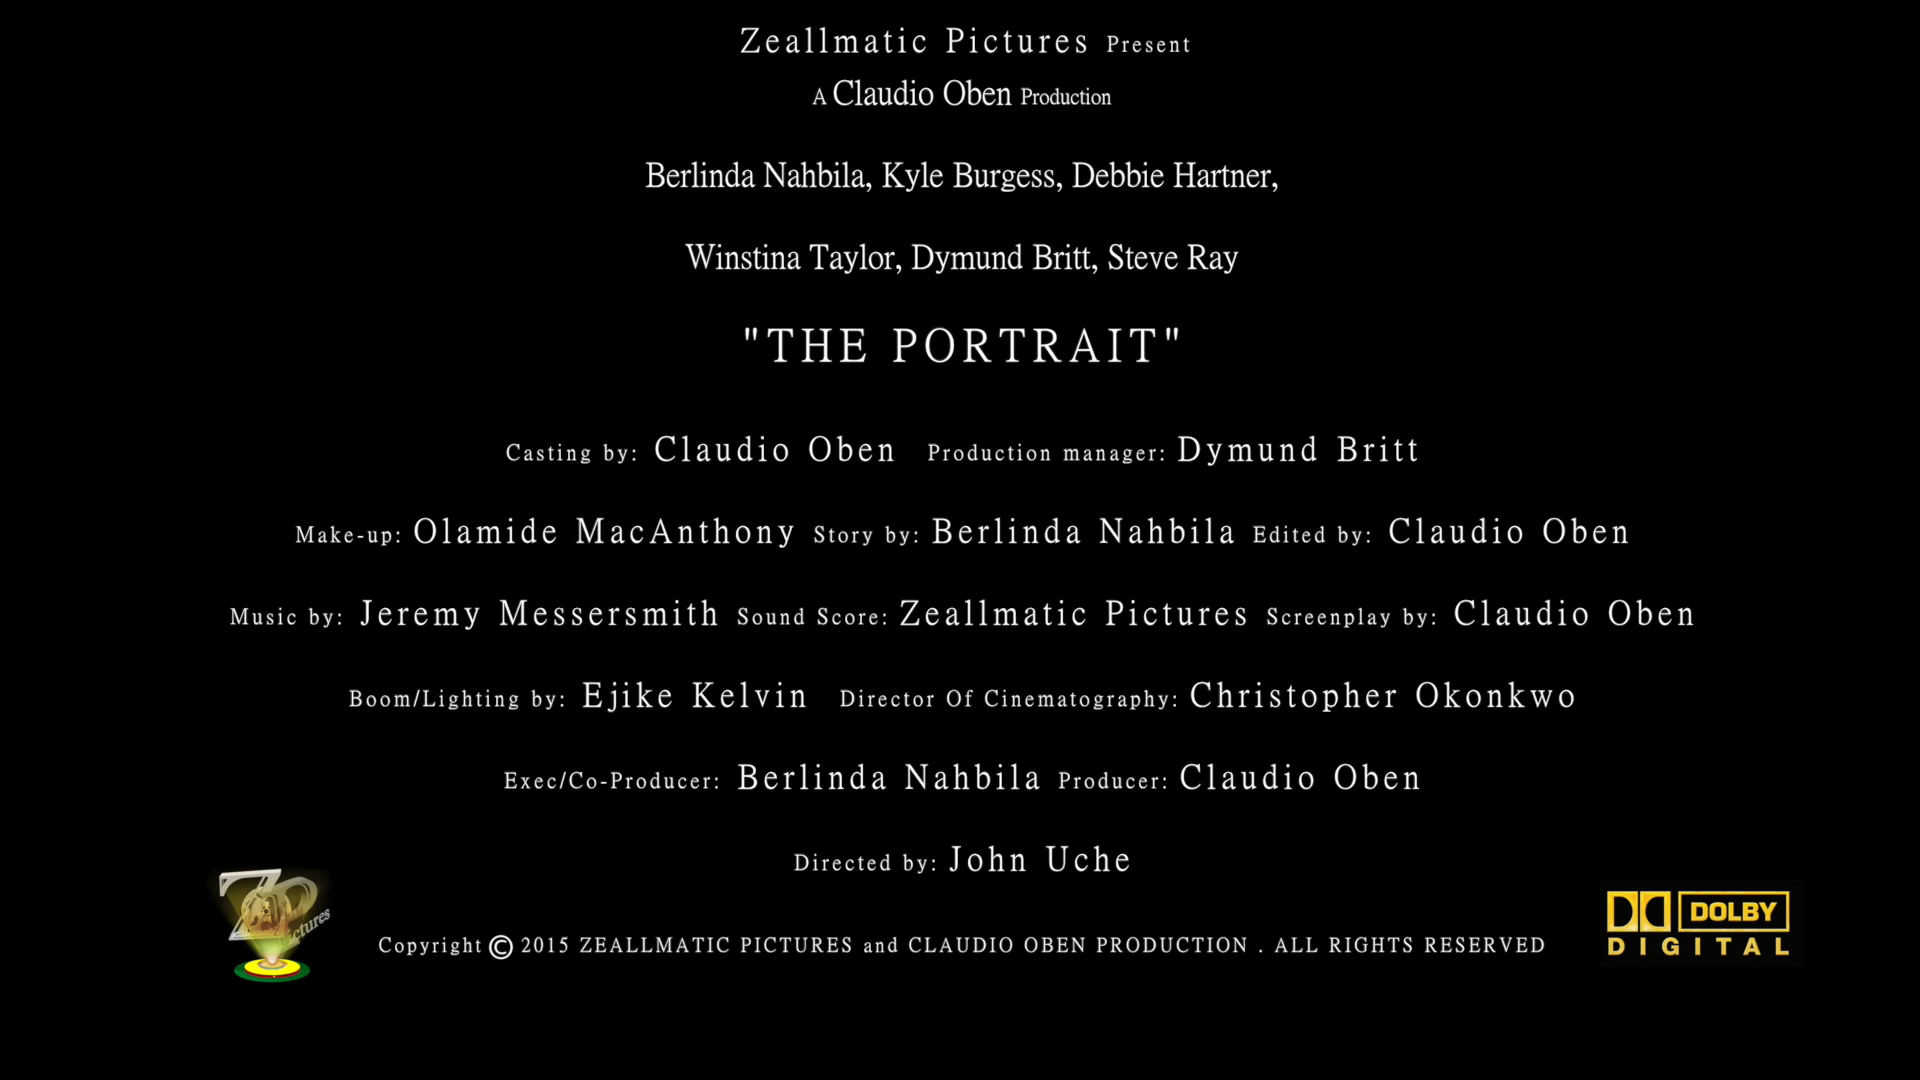 Zeallmatic Pictures Present
A Claudio Oben Production
Berlinda Nahbila, Kyle Burgess, Debbie Hartner,
Winstina Taylor, Dymund Britt, Steve Ray
"THE PORTRAIT"
Casting by: Claudio Oben Production manager: Dymund Britt
Make-up: Olamide MacAnthony Story by: Berlinda Nahbila Edited by: Claudio Oben
Music by: Jeremy Messersmith Sound Score: Zeallmatic Pictures Screenplay by: Claudio Oben
Boom/Lighting by: Ejike Kelvin Director Of Cinematography: Christopher Okonkwo
Exec/Co-Producer: Berlinda Nahbila Producer: Claudio Oben
Directed by: John Uche
ZP
Pictures
Copyright © 2015 ZEALLMATIC PICTURES and CLAUDIO OBEN PRODUCTION . ALL RIGHTS RESERVED
DOLBY
DIGITAL